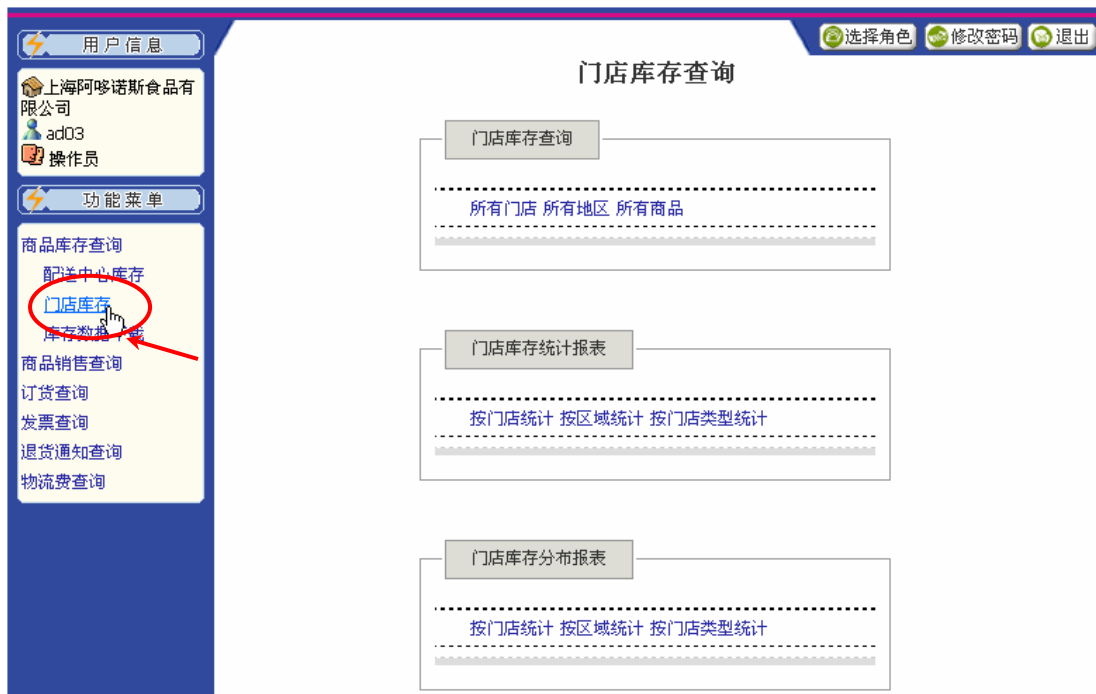 用户信息
上海阿哆诺斯食品有
限公司
ad03
操作员
功能菜单
商品库存查询
配送中心库存
门店库存
库存数据下载
商品销售查询
订货查询
发票查询
退货通知查询
物流费查询
选择角色 修改密码 退出
门店库存查询
门店库存查询
所有门店 所有地区 所有商品
门店库存统计报表
按门店统计 按区域统计 按门店类型统计
门店库存分布报表
按门店统计 按区域统计 按门店类型统计